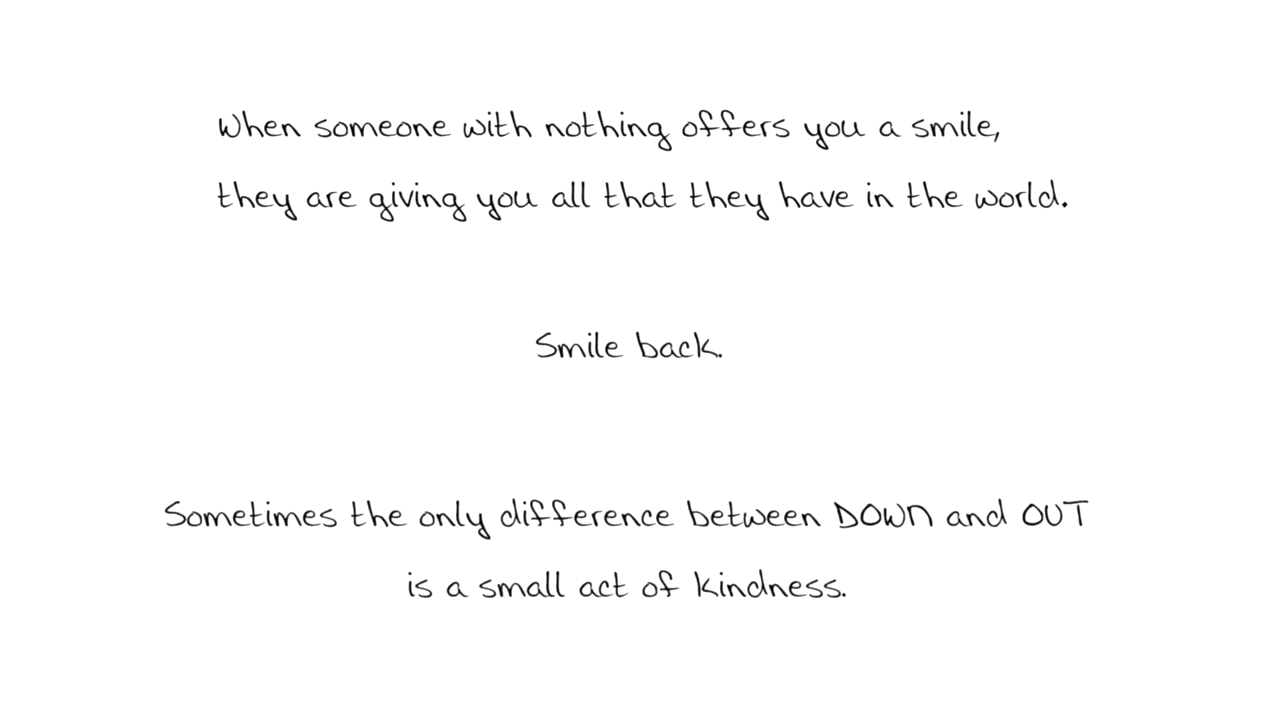 When someone with nothing offers you a smile,
they are giving you all that they have in the world.
Smile back.
Sometimes the only difference between DOWN and OUT
is a small act of kindness.